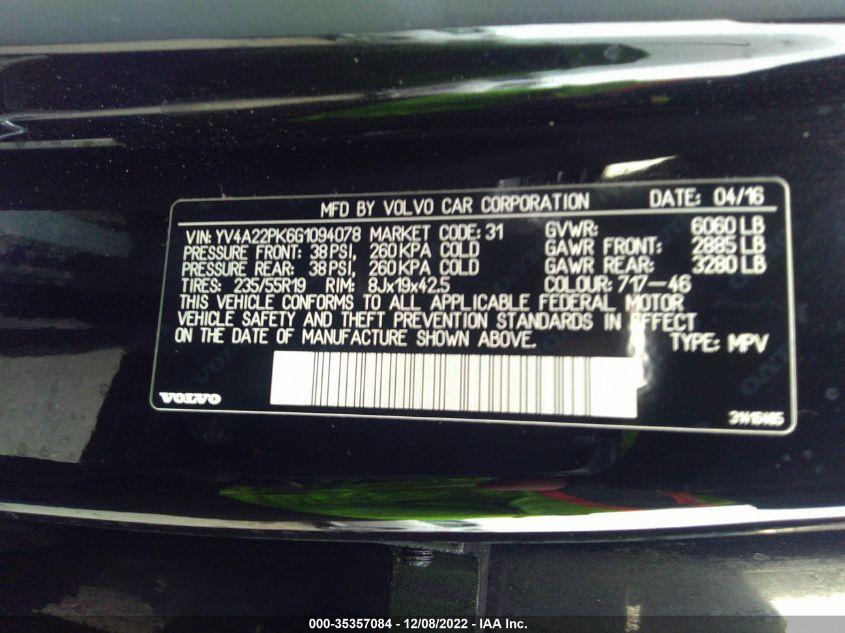 MFD BY VOLVO CAR CORPORATION DATE: 04/16
VIN: YV4A22PK6G1094078 MARKET CODE: 31 GVWR: 6060 LB
PRESSURE FRONT: 38 PSI, 260 KPA COLD GAWR FRONT: 2885 LB
PRESSURE REAR: 38 PSI, 260 KPA COLD GAWR REAR: 3280 LB
TIRES: 235/55R19 RIM: 8Jx19x42.5 COLOUR: 717-46
THIS VEHICLE CONFORMS TO ALL APPLICABLE FEDERAL MOTOR
VEHICLE SAFETY AND THEFT PREVENTION STANDARDS IN EFFECT
ON THE DATE OF MANUFACTURE SHOWN ABOVE. TYPE: MPV
VOLVO 31415485
000-35357084 - 12/08/2022 - IAA Inc.